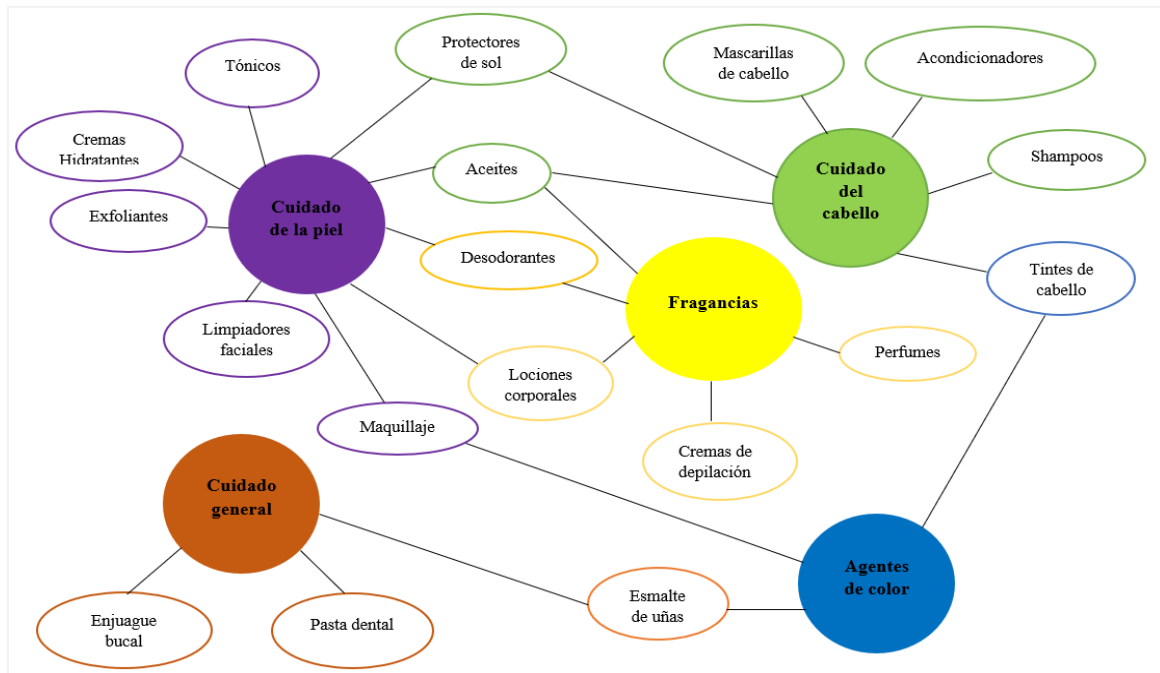 Protectores
de sol
Mascarillas
de cabello
Acondicionadores
Tónicos
Cremas
Hidratantes
Shampoos
Aceites
Cuidado
del
cabello
Cuidado
de la piel
Exfoliantes
Desodorantes
Tintes de
cabello
Fragancias
Limpiadores
faciales
Perfumes
Lociones
corporales
Maquillaje
Cremas de
depilación
Cuidado
general
Agentes
de color
Esmalte
de uñas
Enjuague
bucal
Pasta dental